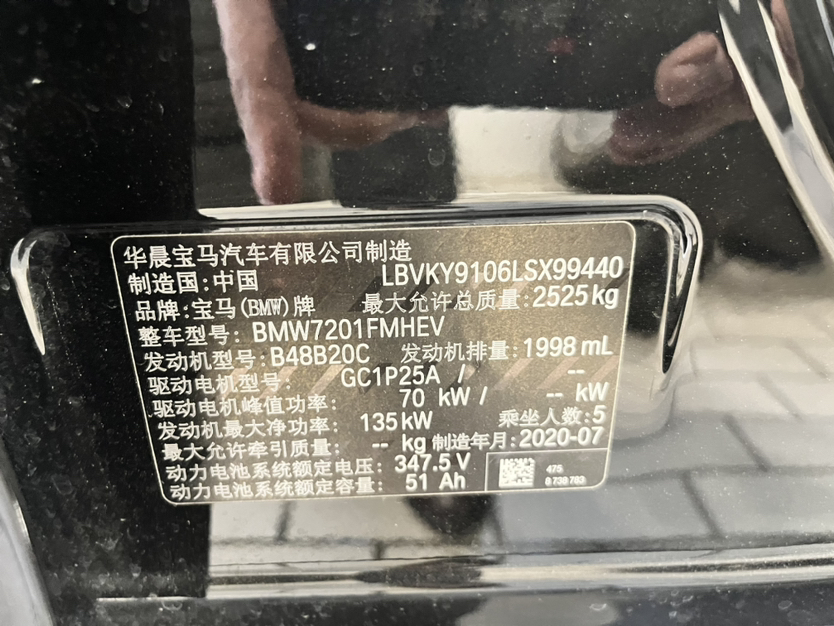 华晨宝马汽车有限公司制造
制造国:中国 LBVKY9106LSX99440
品牌:宝马(BMW)牌 最大允许总质量:2525kg
整车型号: BMW7201FMHEV
发动机型号:B48B20C 发动机排量:1998 mL
驱动电机型号: GC1P25A / --
驱动电机峰值功率: 70 kW / -- kW
发动机最大净功率: 135kW 乘坐人数:5
最大允许牵引质量: -- kg 制造年月:2020-07
动力电池系统额定电压: 347.5 V
动力电池系统额定容量: 51 Ah
475
0 730 703